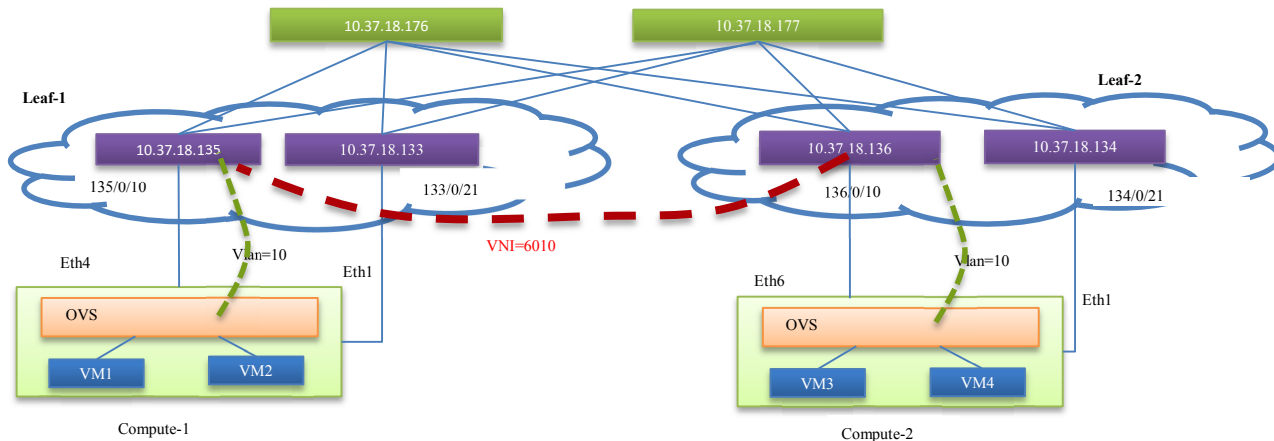 10.37.18.176
10.37.18.177
Leaf-1
Leaf-2
10.37.18.135
10.37.18.133
10.37.18.136
10.37.18.134
135/0/10
133/0/21
136/0/10
134/0/21
VNI=6010
Vlan=10
Vlan=10
Eth4
Eth1
Eth6
Eth1
OVS
OVS
VM1
VM2
VM3
VM4
Compute-1
Compute-2